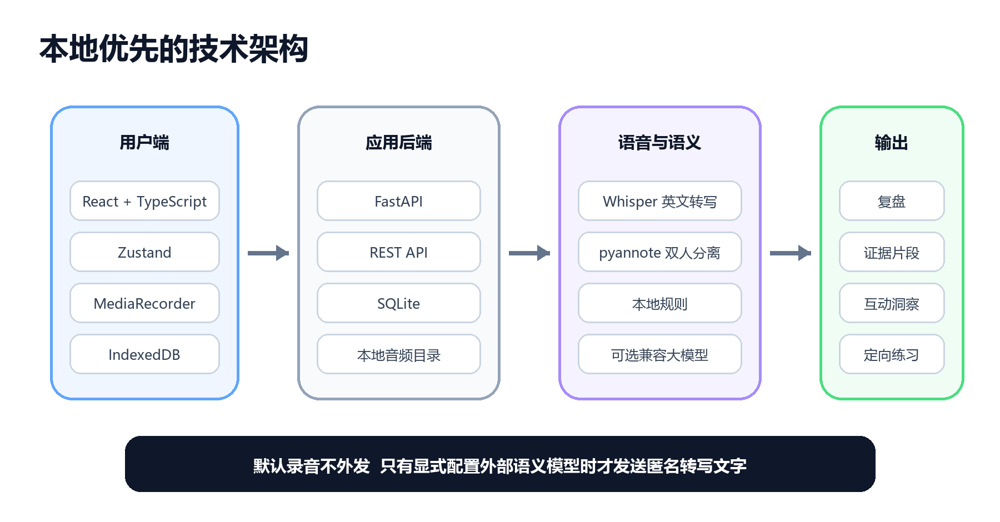 本地优先的技术架构
用户端
React + TypeScript
Zustand
MediaRecorder
IndexedDB
应用后端
FastAPI
REST API
SQLite
本地音频目录
语音与语义
Whisper 英文转写
pyannote 双人分离
本地规则
可选兼容大模型
输出
复盘
证据片段
互动洞察
定向练习
默认录音不外发 只有显式配置外部语义模型时才发送匿名转写文字